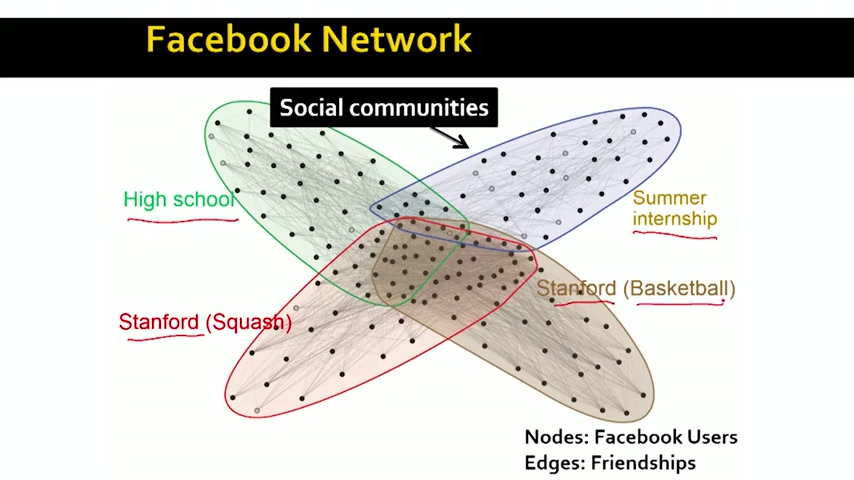 Facebook Network
Social communities
High school
Summer
internship
Stanford (Basketball)
Stanford (Squash)
Nodes: Facebook Users
Edges: Friendships